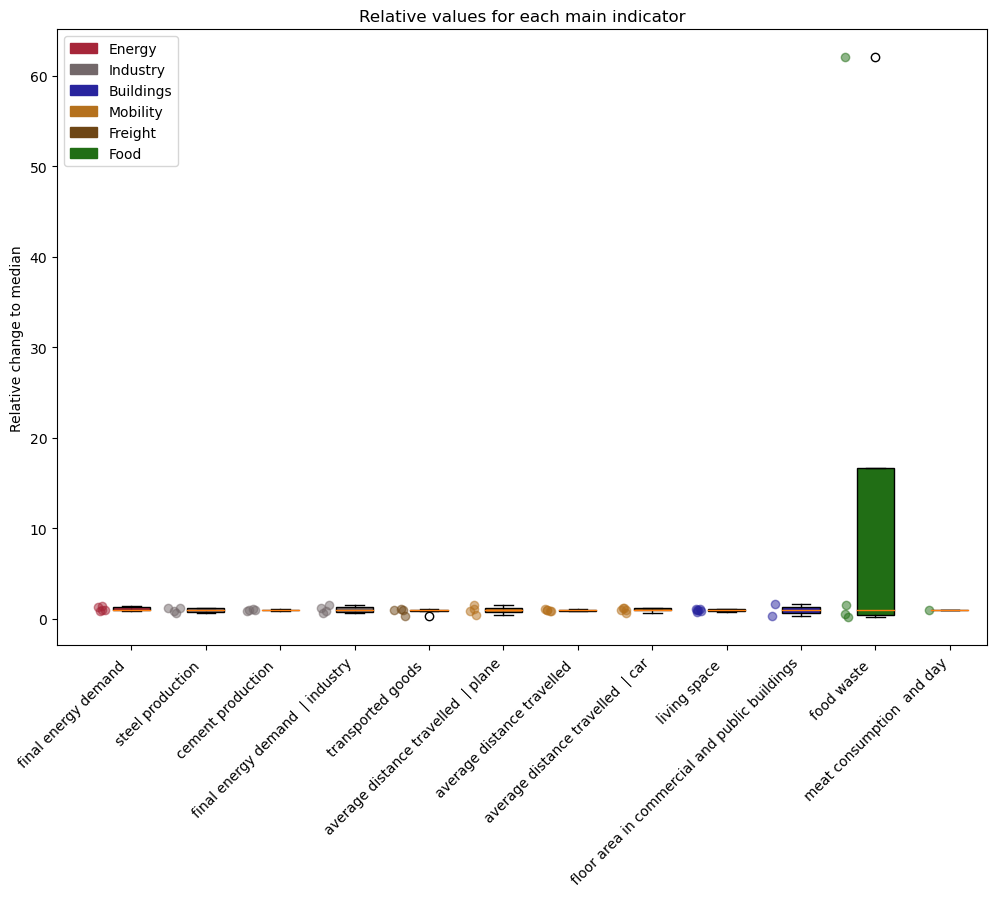 Relative values for each main indicator
Energy
Industry
Buildings
Mobility
Freight
Food
Relative change to median
60
50
40
30
20
10
0
final energy demand
steel production
cement production
final energy demand | industry
transported goods
average distance travelled | plane
average distance travelled
average distance travelled | car
living space
floor area in commercial and public buildings
food waste
meat consumption and day